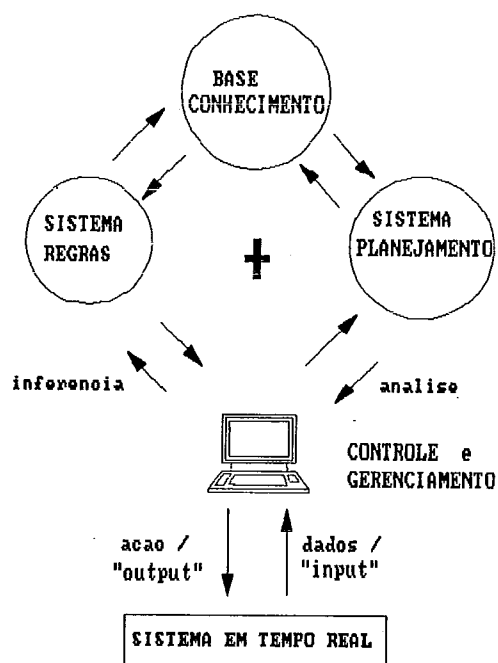 BASE
CONHECIMENTO
SISTEMA
REGRAS
+
SISTEMA
PLANEJAMENTO
inferencia
analise
CONTROLE e
GERENCIAMENTO
acao /
"output"
dados /
"input"
SISTEMA EM TEMPO REAL